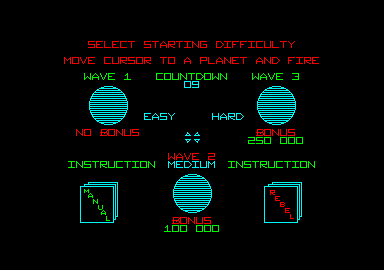 SELECT STARTING DIFFICULTY
MOVE CURSOR TO A PLANET AND FIRE
WAVE 1 COUNTDOWN WAVE 3
09
EASY HARD
NO BONUS BONUS
250 000
WAVE 2
INSTRUCTION MEDIUM INSTRUCTION
MANUAL REBEL
BONUS
100 000